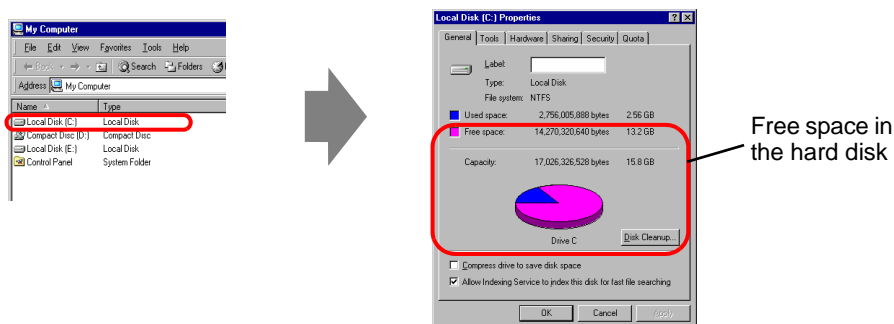 My Computer
File Edit View Favorites Tools Help
Back Search Folders
Address My Computer
Name Type
Local Disk (C:) Local Disk
Compact Disc (D:) Compact Disc
Local Disk (E:) Local Disk
Control Panel System Folder
Local Disk (C:) Properties
General Tools Hardware Sharing Security Quota
Label:
Type: Local Disk
File system: NTFS
Used space: 2,756,005,888 bytes 2.56 GB
Free space: 14,270,320,640 bytes 13.2 GB
Capacity: 17,026,326,528 bytes 15.8 GB
Drive C
Disk Cleanup...
Compress drive to save disk space
Allow Indexing Service to index this disk for fast file searching
OK Cancel Apply
Free space in
the hard disk